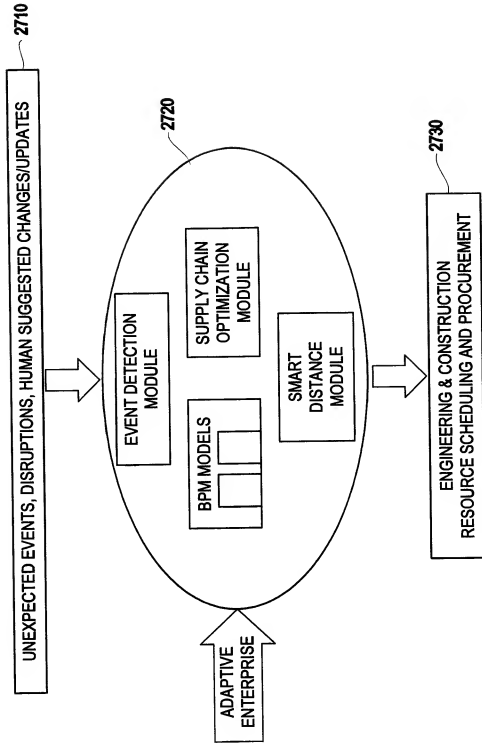 2710
UNEXPECTED EVENTS, DISRUPTIONS, HUMAN SUGGESTED CHANGES/UPDATES
2720
EVENT DETECTION
MODULE
BPM MODELS
SUPPLY CHAIN
OPTIMIZATION
MODULE
SMART
DISTANCE
MODULE
ADAPTIVE
ENTERPRISE
2730
ENGINEERING & CONSTRUCTION
RESOURCE SCHEDULING AND PROCUREMENT